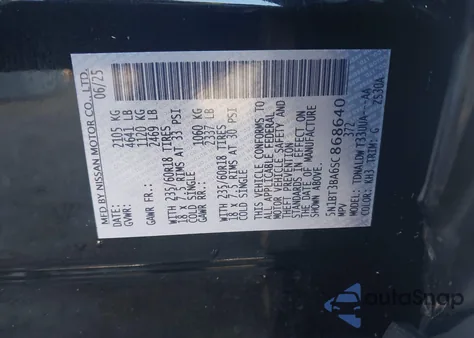 MFD BY NISSAN MOTOR CO., LTD.
DATE: 06/25
GVWR: 2105 KG
4641 LB
GAWR FR 1120 KG
2469 LB
WITH 235/60R18 TIRES
18 X 7.5 RIMS AT 33 PSI
COLD SINGLE
GAWR RR 1060 KG
2337 LB
WITH 235/60R18 TIRES
18 X 7.5 RIMS AT 30 PSI
COLD SINGLE
THIS VEHICLE CONFORMS TO
ALL APPLICABLE FEDERAL
MOTOR VEHICLE SAFETY AND
THEFT PREVENTION
STANDARDS IN EFFECT ON
THE DATE OF MANUFACTURE
SHOWN ABOVE.
5N1BT3BA6SC868640
MPV 377
COLOR: KH3 TRIM: G
autoSnap